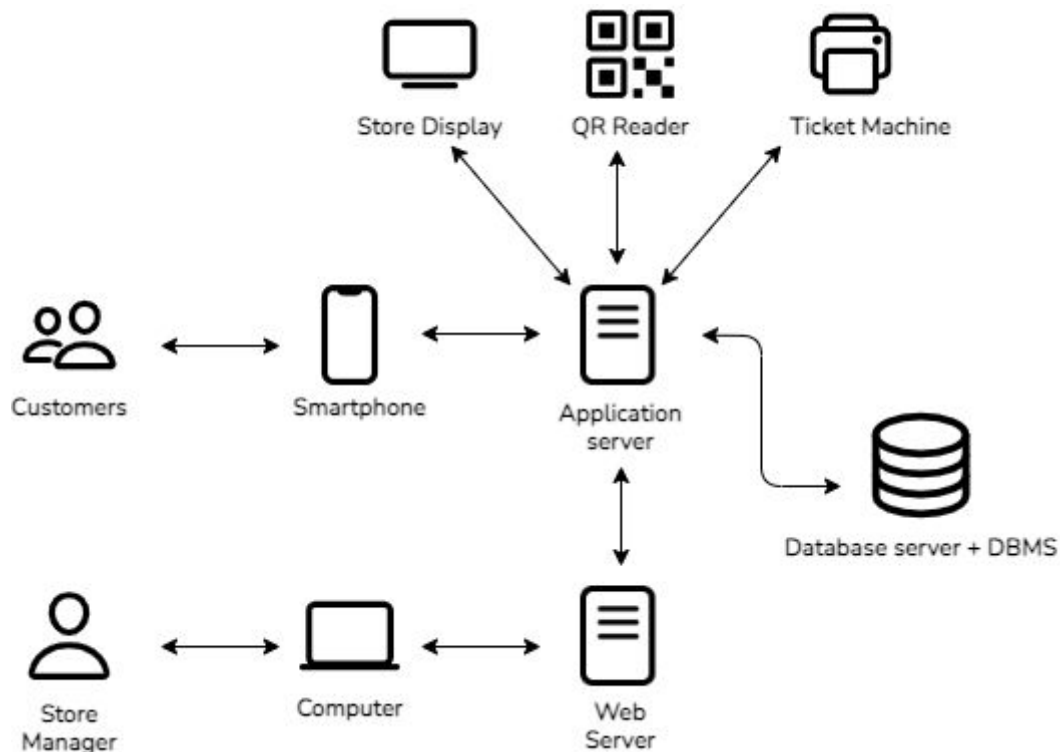 Store Display
QR Reader
Ticket Machine
Customers
Smartphone
Application
server
Database server + DBMS
Store
Manager
Computer
Web
Server